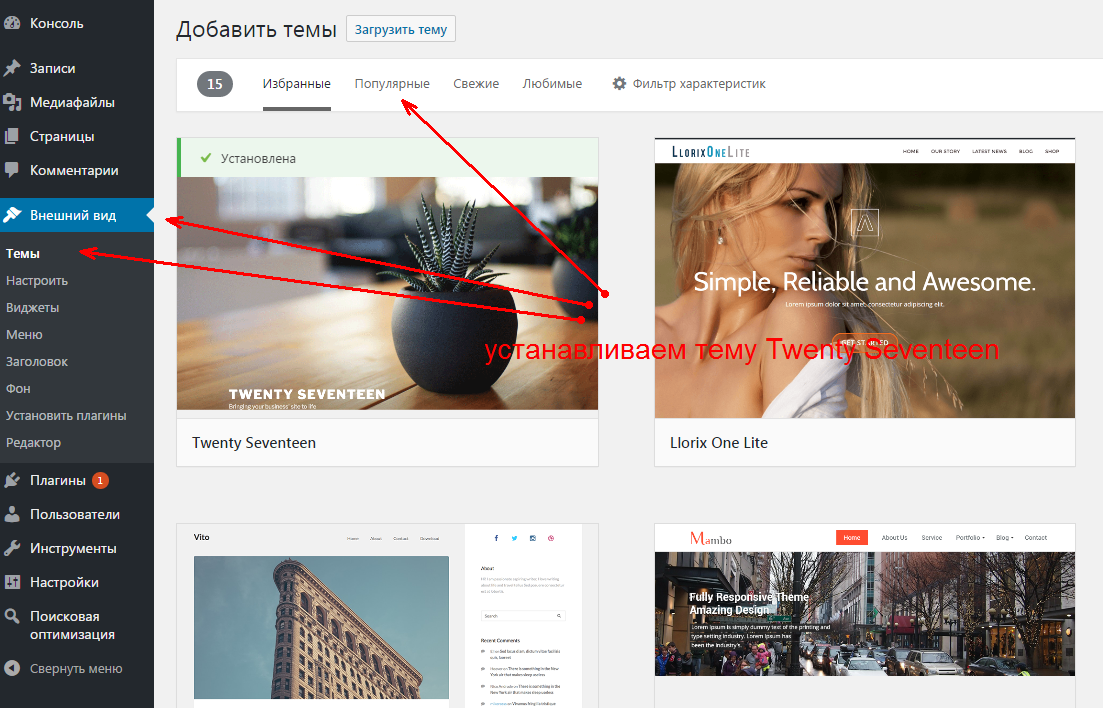 Консоль
Записи
Медиафайлы
Страницы
Комментарии
Внешний вид
Темы
Настроить
Виджеты
Меню
Заголовок
Фон
Установить плагины
Редактор
Плагины 1
Пользователи
Инструменты
Настройки
Поисковая
оптимизация
Свернуть меню
Добавить темы Загрузить тему
15 Избранные Популярные Свежие Любимые Фильтр характеристик
Установлена
TWENTY SEVENTEEN
Bringing your business' site to life
Twenty Seventeen
LLORIXONELITE HOME OUR STORY LATEST NEWS BLOG SHOP
Simple, Reliable and Awesome.
Lorem ipsum dolor sit amet, consectetur adipiscing elit.
GET STARTED
устанавливаем тему Twenty Seventeen
Llorix One Lite
Vito Home About Contact Download
About
Search
Recent Comments
Mambo Home About Us Service Portfolio Blog Contact
Fully Responsive Theme
Amazing Design
Lorem Ipsum is simply dummy text of the printing and
type setting industry. Lorem Ipsum has
been the industry's